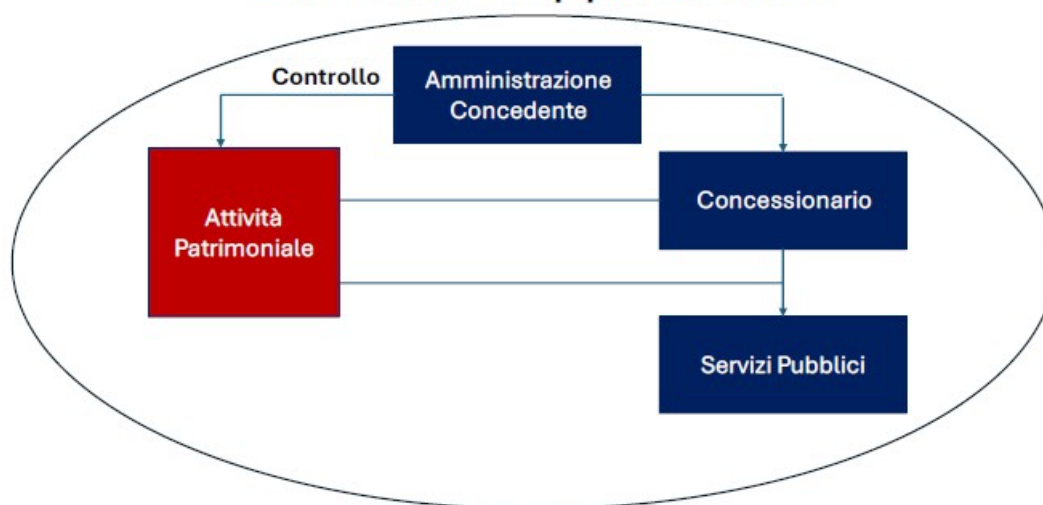 Controllo
Amministrazione
Concedente
Attività
Patrimoniale
Concessionario
Servizi Pubblici